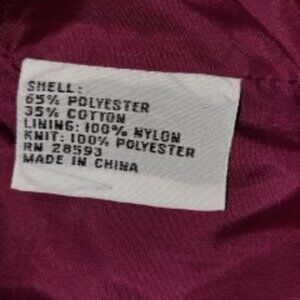 SHELL:
65% POLYESTER
35% COTTON
LINING: 100% NYLON
KNIT: 100% POLYESTER
RN 28593
MADE IN CHINA